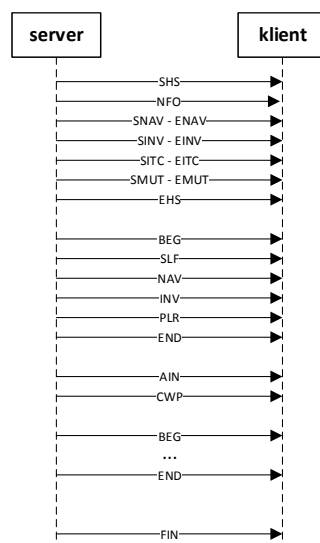 server klient
SHS
NFO
SNAV - ENAV
SINV - EINV
SITC - EITC
SMUT - EMUT
EHS
BEG
SLF
NAV
INV
PLR
END
AIN
CWP
BEG
...
END
FIN